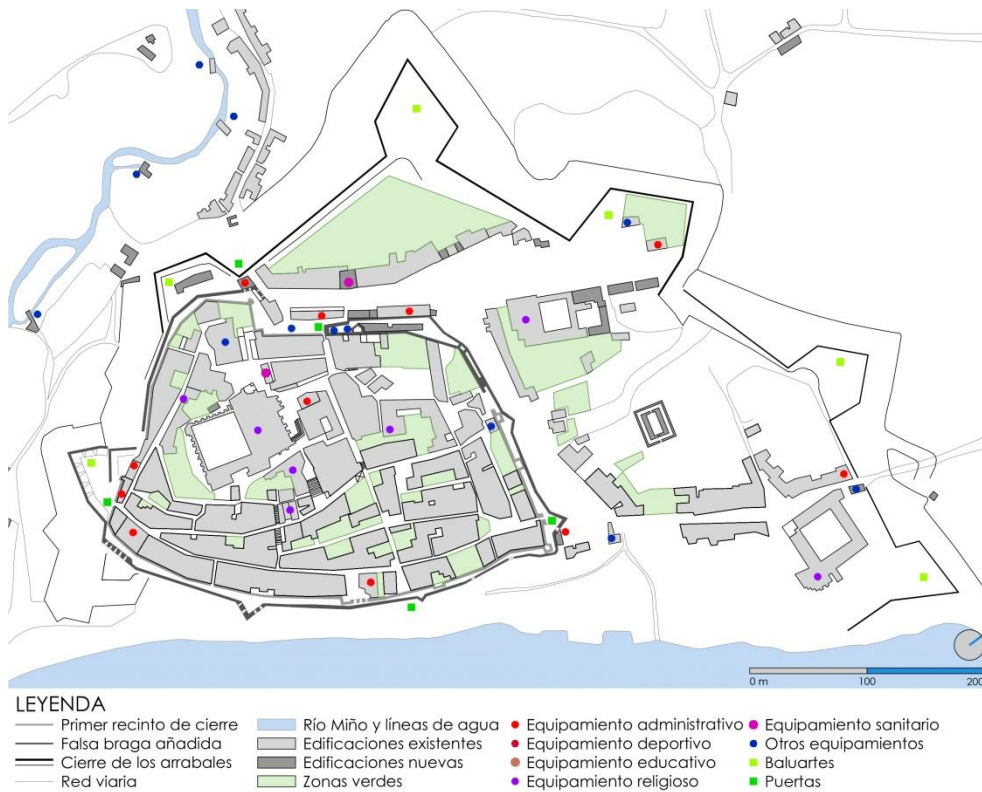 0 m 100 200
LEYENDA
Primer recinto de cierre
Falsa braga añadida
Cierre de los arrabales
Red viaria
Río Miño y líneas de agua
Edificaciones existentes
Edificaciones nuevas
Zonas verdes
Equipamiento administrativo
Equipamiento deportivo
Equipamiento educativo
Equipamiento religioso
Equipamiento sanitario
Otros equipamientos
Baluartes
Puertas